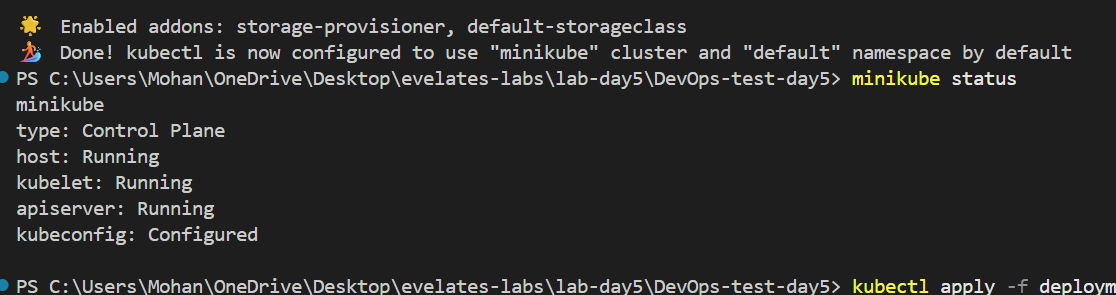 🌟 Enabled addons: storage-provisioner, default-storageclass
🏄 Done! kubectl is now configured to use "minikube" cluster and "default" namespace by default
PS C:\Users\Mohan\OneDrive\Desktop\evelates-labs\lab-day5\DevOps-test-day5> minikube status
minikube
type: Control Plane
host: Running
kubelet: Running
apiserver: Running
kubeconfig: Configured
PS C:\Users\Mohan\OneDrive\Desktop\evelates-labs\lab-day5\DevOps-test-day5> kubectl apply -f deploym